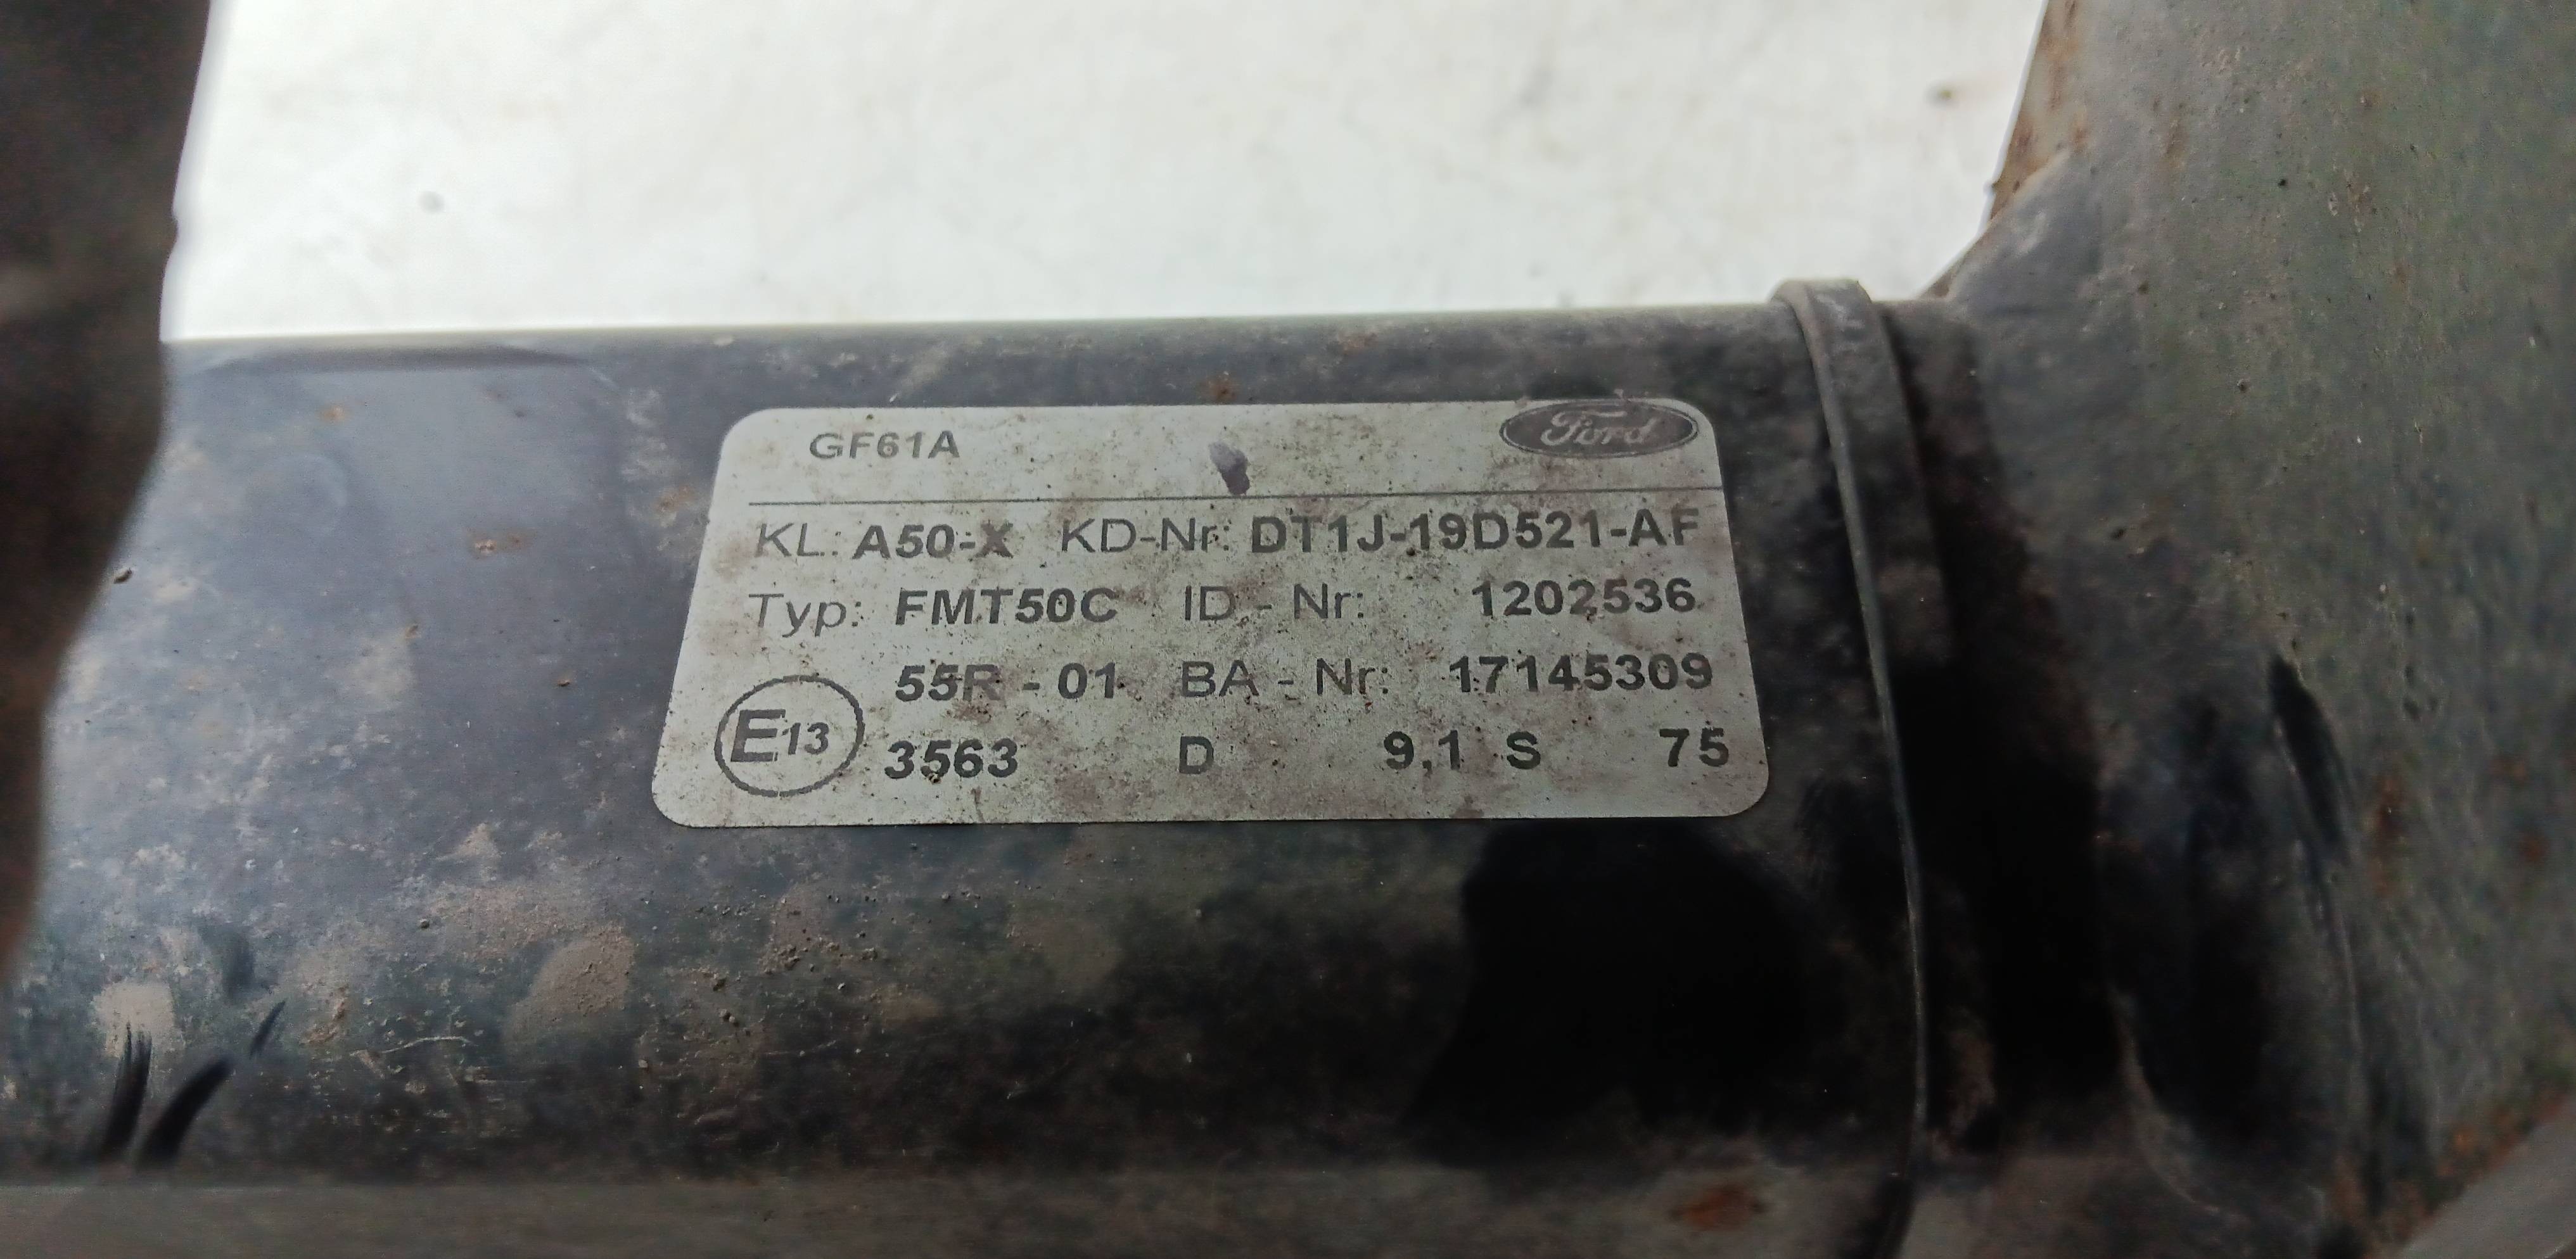 GF61A Ford
KL: A50-X KD-Nr: DT1J-19D521-AF
Typ: FMT50C ID - Nr: 1202536
55R - 01 BA - Nr: 17145309
E13 3563 D 9,1 S 75